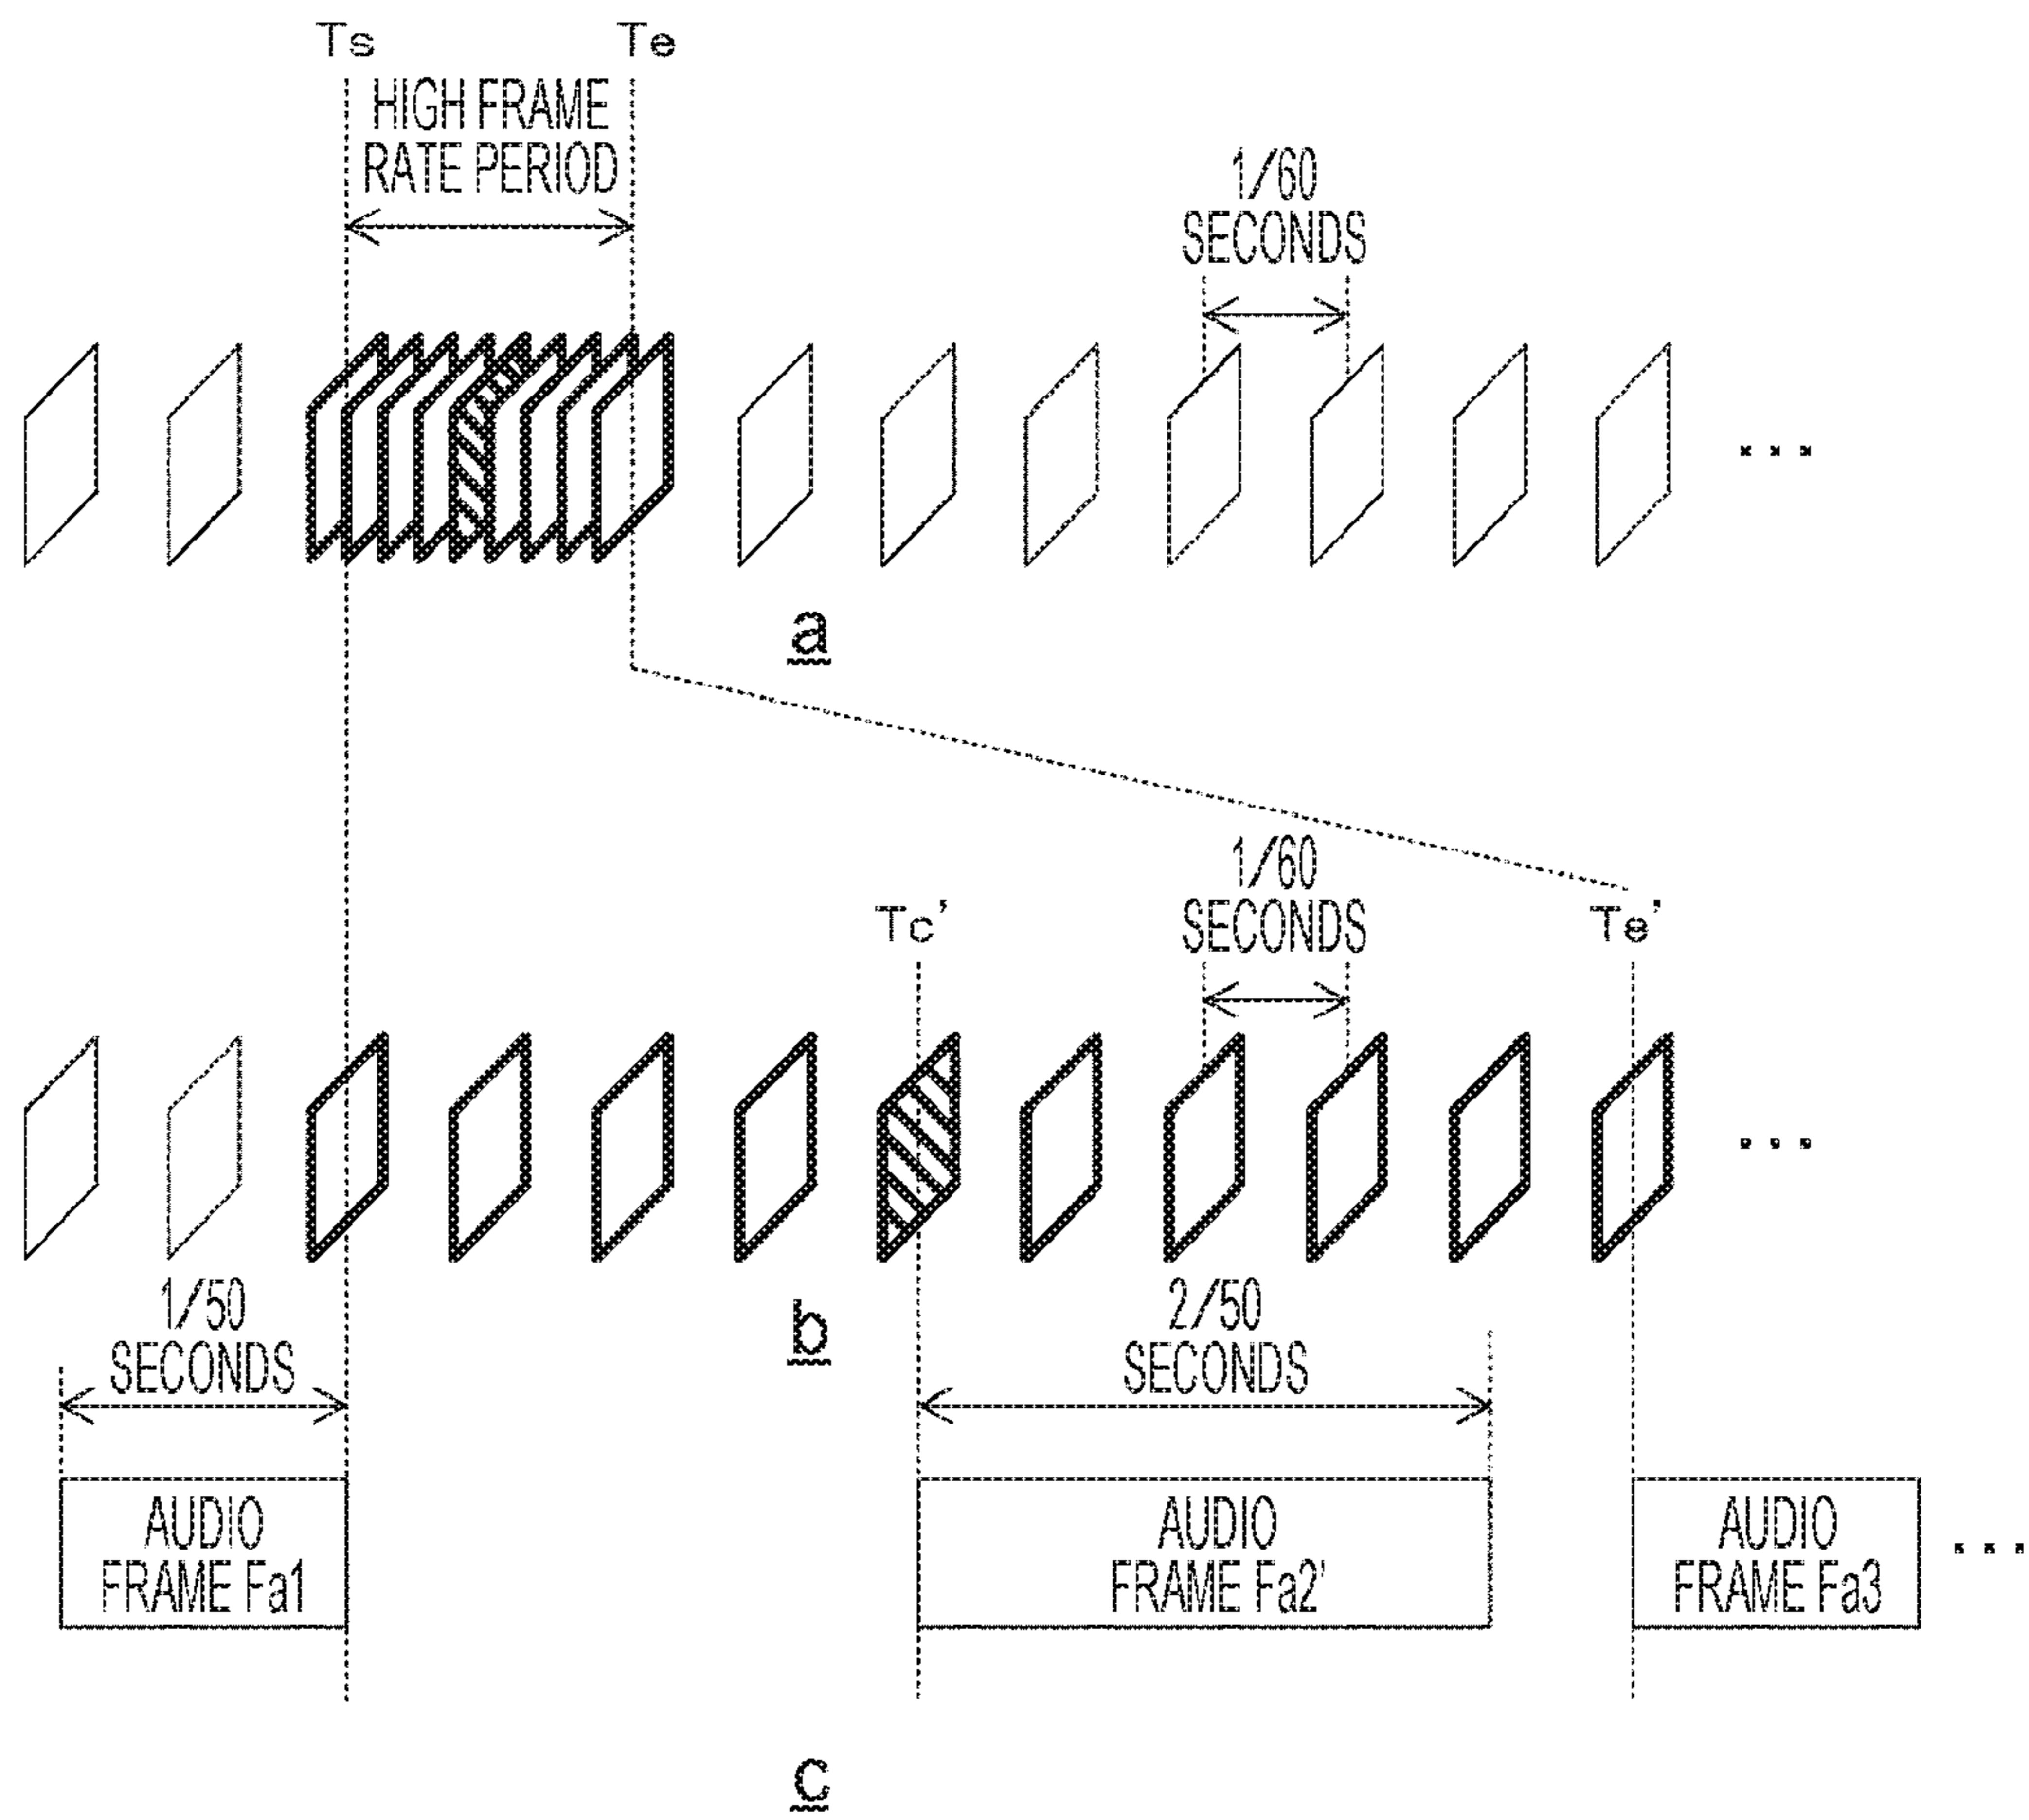 Ts
Te
HIGH FRAME
RATE PERIOD
1/60
SECONDS
...
a
1/60
SECONDS
Tc'
Te'
...
1/50
SECONDS
b
2/50
SECONDS
AUDIO
FRAME Fa1
AUDIO
FRAME Fa2'
AUDIO
FRAME Fa3
...
c